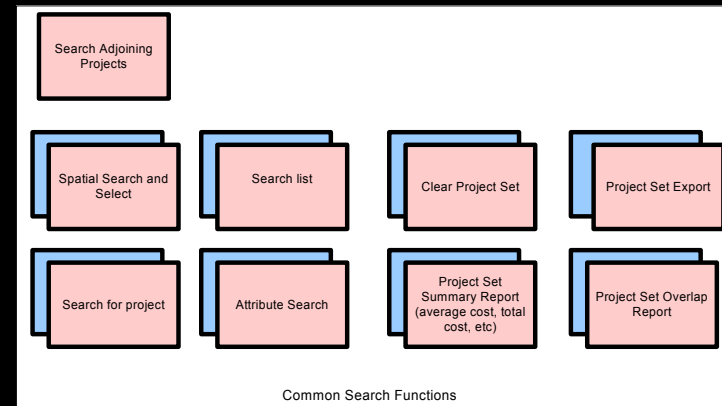 Search Adjoining
Projects
Spatial Search and
Select
Search list
Clear Project Set
Project Set Export
Search for project
Attribute Search
Project Set
Summary Report
(average cost, total
cost, etc)
Project Set Overlap
Report
Common Search Functions